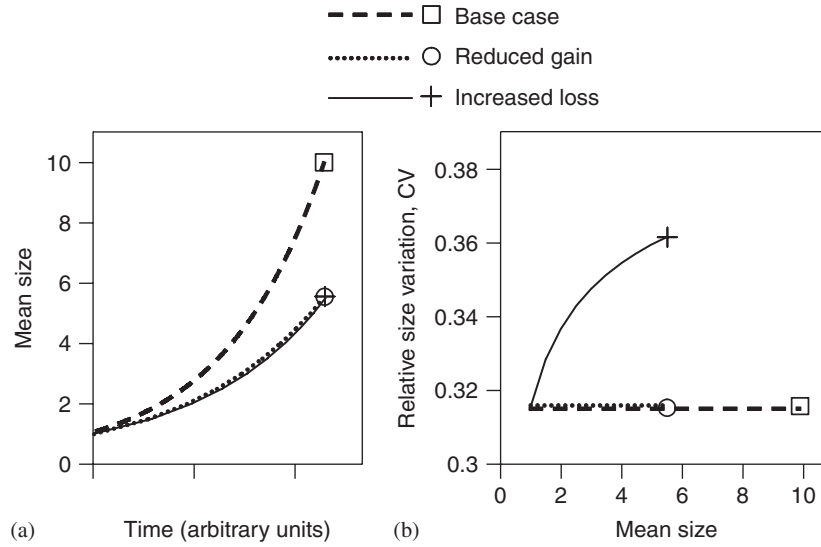 Base case
Reduced gain
Increased loss
Mean size
10
8
6
4
2
0
(a)
Time (arbitrary units)
Relative size variation, CV
0.38
0.36
0.34
0.32
0.3
0 2 4 6 8 10
(b)
Mean size